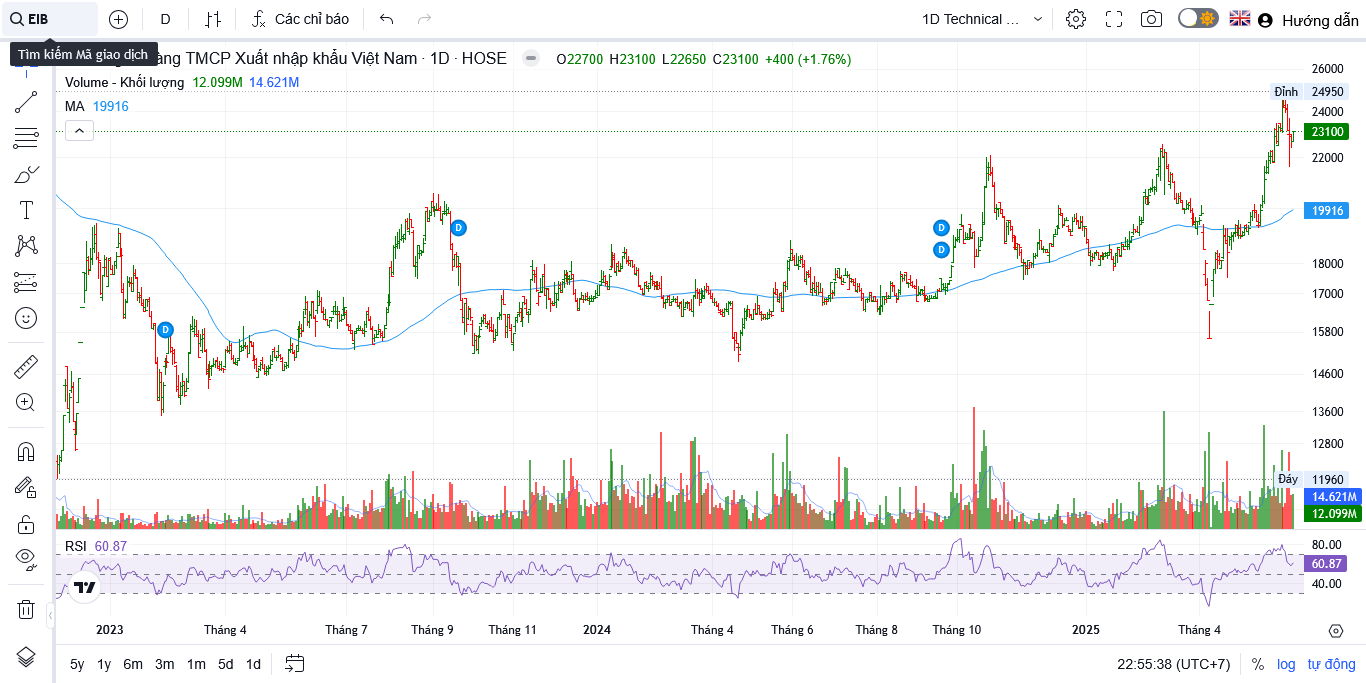 EIB
D
Các chỉ báo
1D Technical ...
Hướng dẫn
Tìm kiếm Mã giao dịch
àng TMCP Xuất nhập khẩu Việt Nam · 1D · HOSE
O22700 H23100 L22650 C23100 +400 (+1.76%)
Volume - Khối lượng 12.099M 14.621M
MA 19916
26000
Đỉnh 24950
24000
23100
22000
19916
18000
17000
15800
14600
13600
12800
Đáy 11960
14.621M
12.099M
D
D
D
D
RSI 60.87
80.00
60.87
40.00
2023 Tháng 4 Tháng 7 Tháng 9 Tháng 11 2024 Tháng 4 Tháng 6 Tháng 8 Tháng 10 2025 Tháng 4
5y 1y 6m 3m 1m 5d 1d
22:55:38 (UTC+7) % log tự động